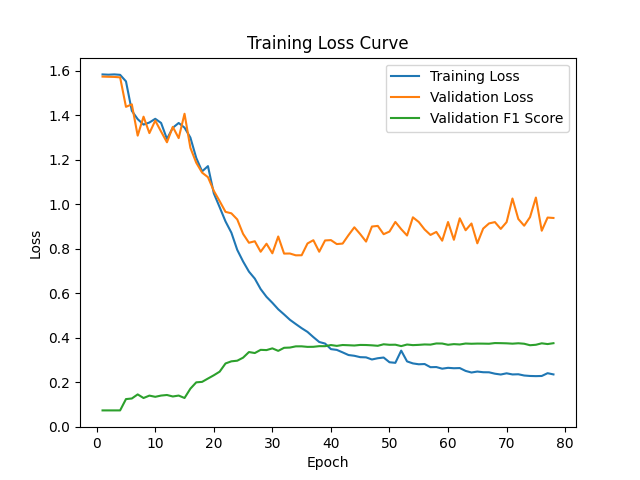 Training Loss Curve
Training Loss
Validation Loss
Validation F1 Score
1.6
1.4
1.2
1.0
0.8
0.6
0.4
0.2
0.0
Loss
0 10 20 30 40 50 60 70 80
Epoch